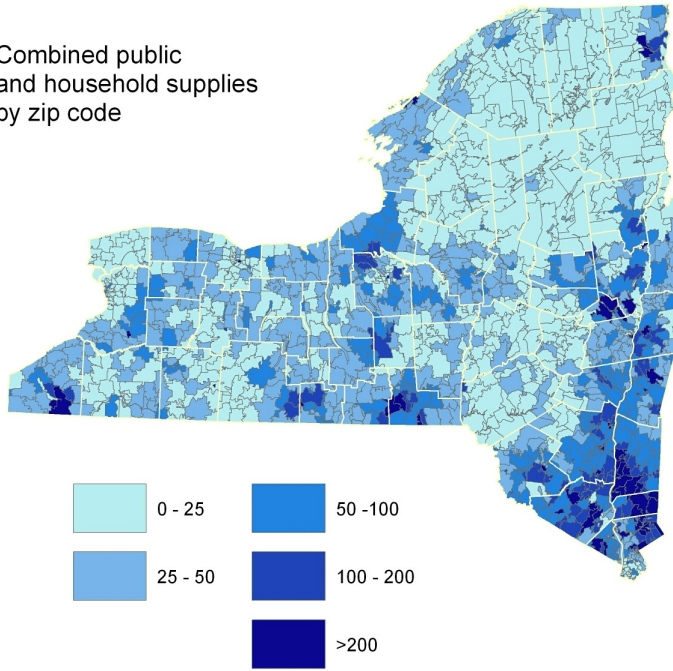 Combined public
and household supplies
by zip code
0 - 25
50 -100
25 - 50
100 - 200
>200